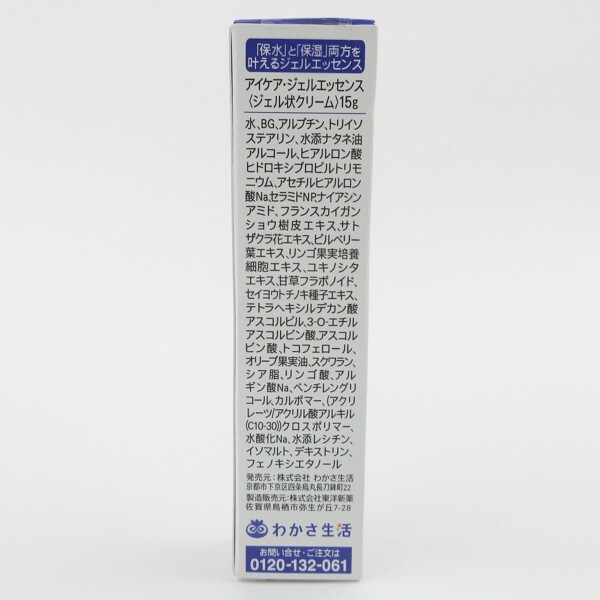 「保水」と「保湿」両方を
叶えるジェルエッセンス
アイケア・ジェルエッセンス
〈ジェル状クリーム〉15g
水、BG、アルブチン、トリイソ
ステアリン、水添ナタネ油
アルコール、ヒアルロン酸
ヒドロキシプロピルトリモ
ニウム、アセチルヒアルロン
酸Na、セラミドNP、ナイアシン
アミド、フランスカイガン
ショウ樹皮エキス、サト
ザクラ花エキス、ビルベリー
葉エキス、リンゴ果実培養
細胞エキス、ユキノシタ
エキス、甘草フラボノイド、
セイヨウトチノキ種子エキス、
テトラヘキシルデカン酸
アスコルビル、3-O-エチル
アスコルビン酸、アスコル
ビン酸、トコフェロール、
オリーブ果実油、スクワラン、
シア脂、リンゴ酸、アル
ギン酸Na、ペンチレングリ
コール、カルボマー、(アクリ
レーツ/アクリル酸アルキル
(C10-30))クロスポリマー、
水酸化Na、水添レシチン、
イソマルト、デキストリン、
フェノキシエタノール
発売元:株式会社 わかさ生活
京都市下京区四条烏丸長刀鉾町22
製造販売元:株式会社東洋新薬
佐賀県鳥栖市弥生が丘7-28
わかさ生活
お問い合せ・ご注文は
0120-132-061